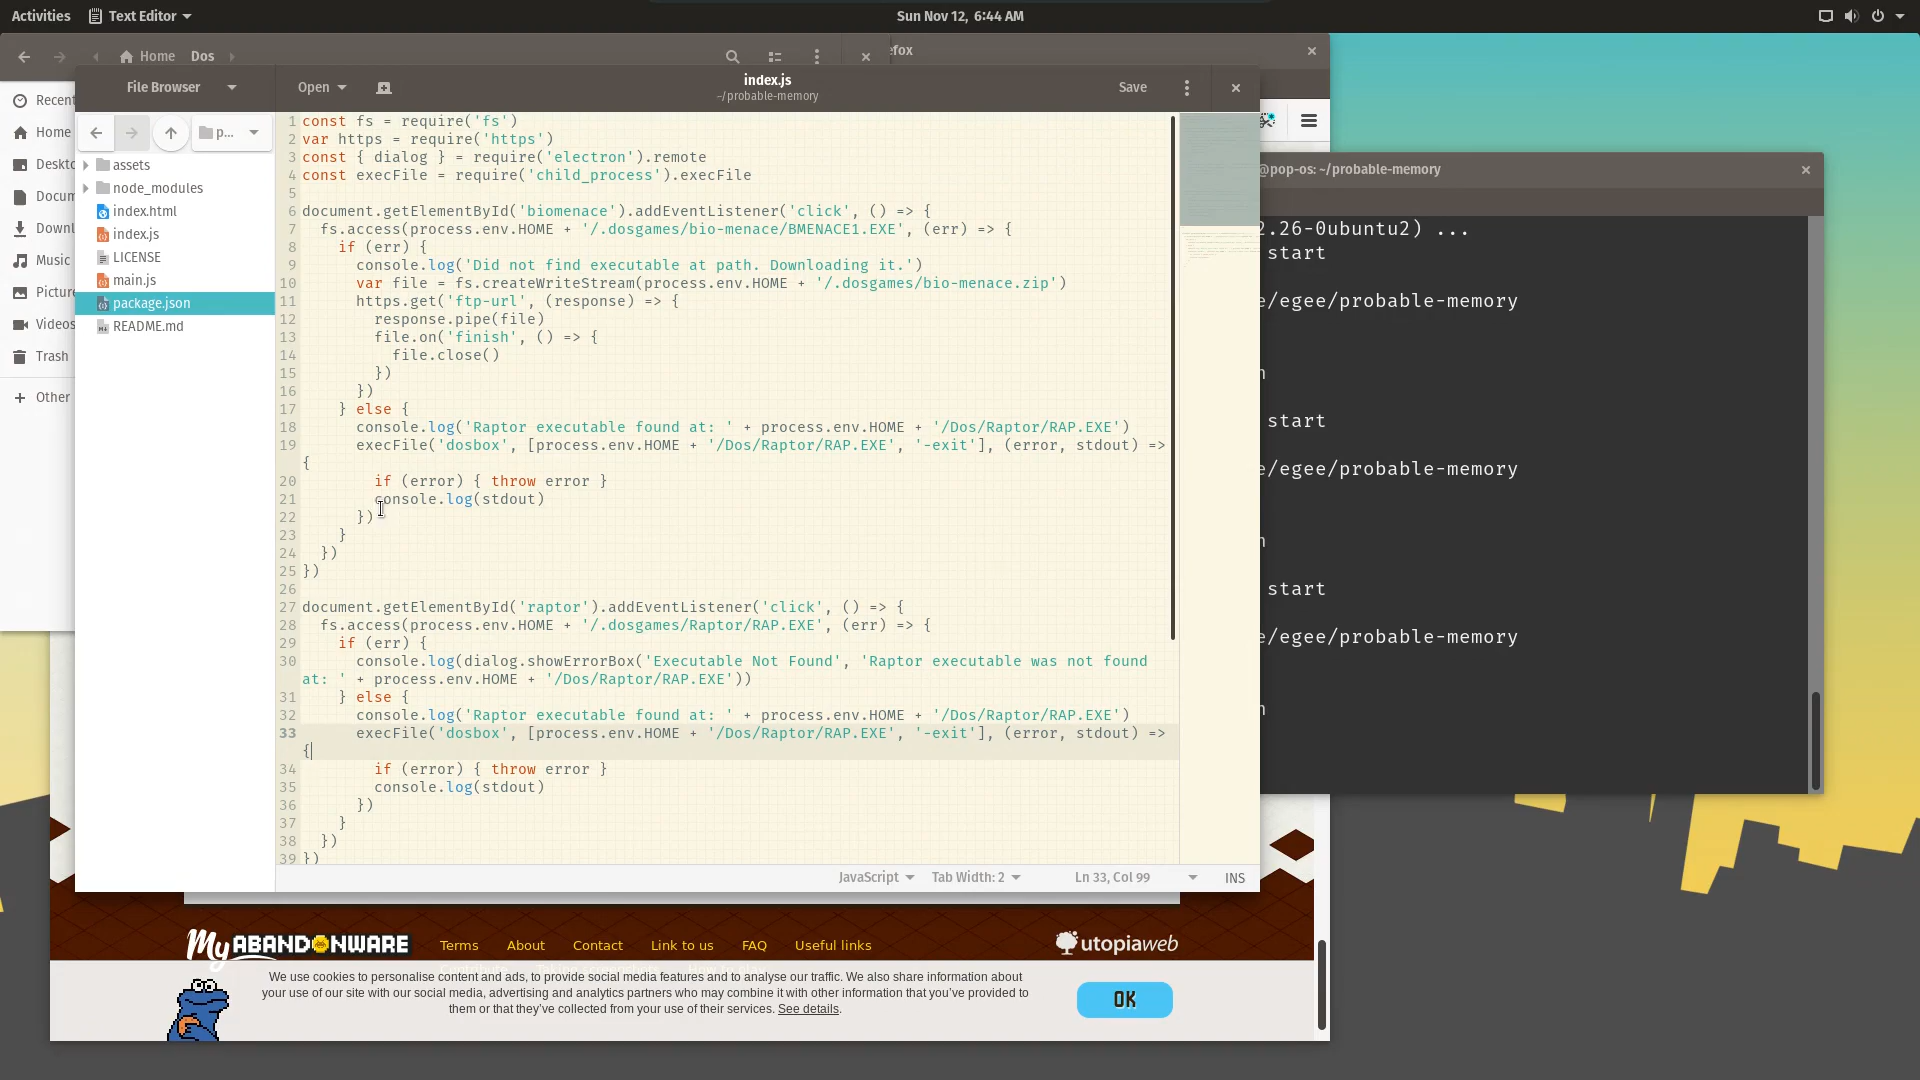 Activities
Text Editor
Sun Nov 12, 6:44 AM
Home
Dos
efox
Recent
Home
Deskto
Docum
Downl
Music
Picture
Videos
Trash
Other
File Browser
Open
index.js
~/probable-memory
Save
p...
assets
node_modules
index.html
index.js
LICENSE
main.js
package.json
README.md
1 const fs = require('fs')
2 var https = require('https')
3 const { dialog } = require('electron').remote
4 const execFile = require('child_process').execFile
5
6 document.getElementById('biomenace').addEventListener('click', () => {
7   fs.access(process.env.HOME + '/.dosgames/bio-menace/BMENACE1.EXE', (err) => {
8     if (err) {
9       console.log('Did not find executable at path. Downloading it.')
10       var file = fs.createWriteStream(process.env.HOME + '/.dosgames/bio-menace.zip')
11       https.get('ftp-url', (response) => {
12         response.pipe(file)
13         file.on('finish', () => {
14           file.close()
15         })
16       })
17     } else {
18       console.log('Raptor executable found at: ' + process.env.HOME + '/Dos/Raptor/RAP.EXE')
19       execFile('dosbox', [process.env.HOME + '/Dos/Raptor/RAP.EXE', '-exit'], (error, stdout) =>
{
20         if (error) { throw error }
21         console.log(stdout)
22       })
23     }
24   })
25 })
26
27 document.getElementById('raptor').addEventListener('click', () => {
28   fs.access(process.env.HOME + '/.dosgames/Raptor/RAP.EXE', (err) => {
29     if (err) {
30       console.log(dialog.showErrorBox('Executable Not Found', 'Raptor executable was not found
at: ' + process.env.HOME + '/Dos/Raptor/RAP.EXE'))
31     } else {
32       console.log('Raptor executable found at: ' + process.env.HOME + '/Dos/Raptor/RAP.EXE')
33       execFile('dosbox', [process.env.HOME + '/Dos/Raptor/RAP.EXE', '-exit'], (error, stdout) =>
{
34         if (error) { throw error }
35         console.log(stdout)
36       })
37     }
38   })
39 })
JavaScript
Tab Width: 2
Ln 33, Col 99
INS
@pop-os: ~/probable-memory
2.26-0ubuntu2) ...
start
e/egee/probable-memory
n
start
e/egee/probable-memory
n
start
e/egee/probable-memory
n
My ABANDONWARE
Terms
About
Contact
Link to us
FAQ
Useful links
utopiaweb
We use cookies to personalise content and ads, to provide social media features and to analyse our traffic. We also share information about
your use of our site with our social media, advertising and analytics partners who may combine it with other information that you've provided to
them or that they've collected from your use of their services. See details.
OK